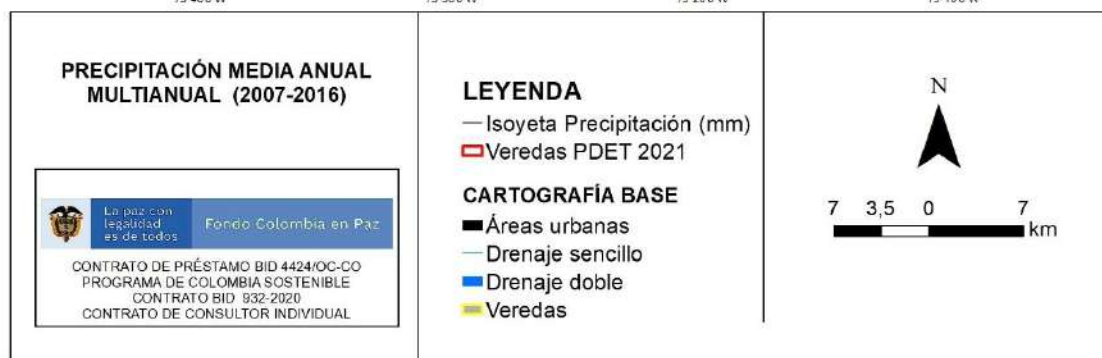 PRECIPITACIÓN MEDIA ANUAL
MULTIANUAL (2007-2016)
La paz con
legalidad
es de todos
Fondo Colombia en Paz
CONTRATO DE PRÉSTAMO BID 4424/OC-CO
PROGRAMA DE COLOMBIA SOSTENIBLE
CONTRATO BID 932-2020
CONTRATO DE CONSULTOR INDIVIDUAL
LEYENDA
Isoyeta Precipitación (mm)
Veredas PDET 2021
CARTOGRAFÍA BASE
Áreas urbanas
Drenaje sencillo
Drenaje doble
Veredas
N
7 3,5 0 7
km